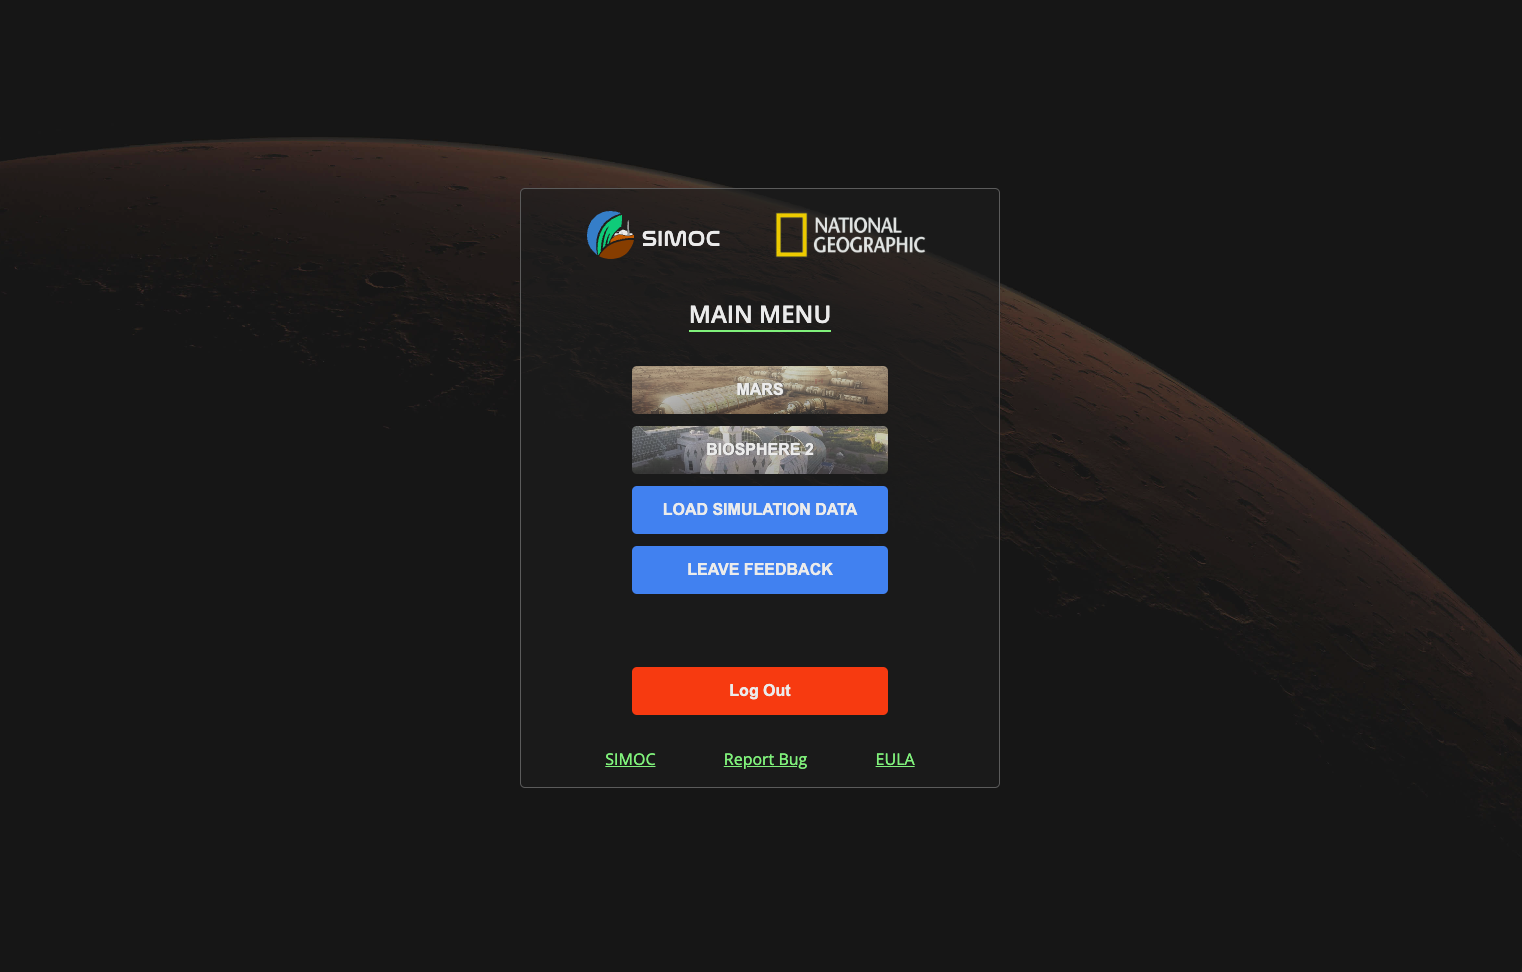 SIMOC
NATIONAL
GEOGRAPHIC
MAIN MENU
MARS
BIOSPHERE 2
LOAD SIMULATION DATA
LEAVE FEEDBACK
Log Out
SIMOC Report Bug EULA